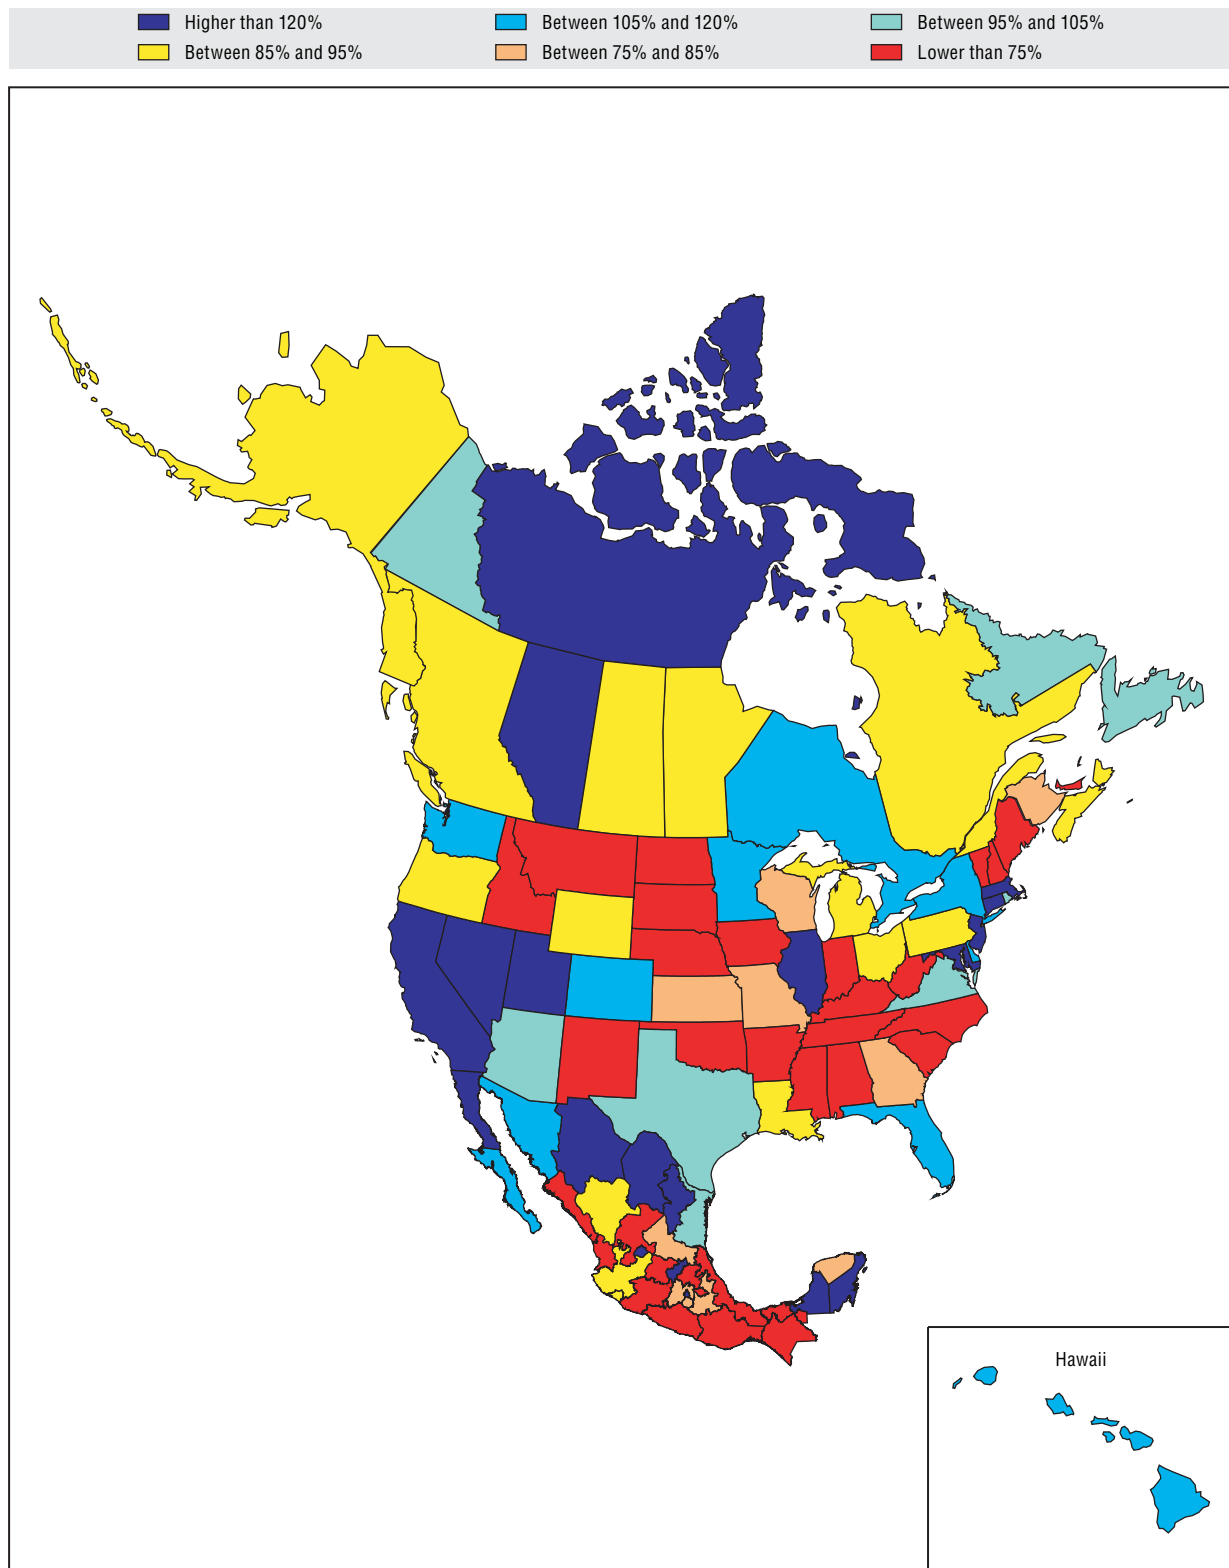 Higher than 120% Between 105% and 120% Between 95% and 105%
Between 85% and 95% Between 75% and 85% Lower than 75%
Hawaii